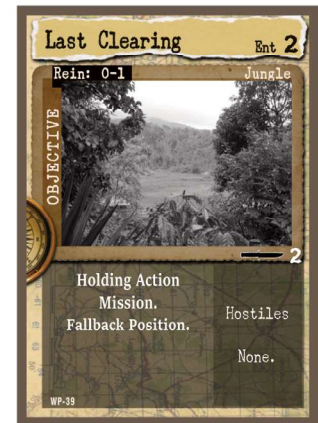 Last Clearing
Ent 2
Rein: 0-1
Jungle
OBJECTIVE
2
Holding Action
Mission.
Fallback Position.
Hostiles
None.
WP-39